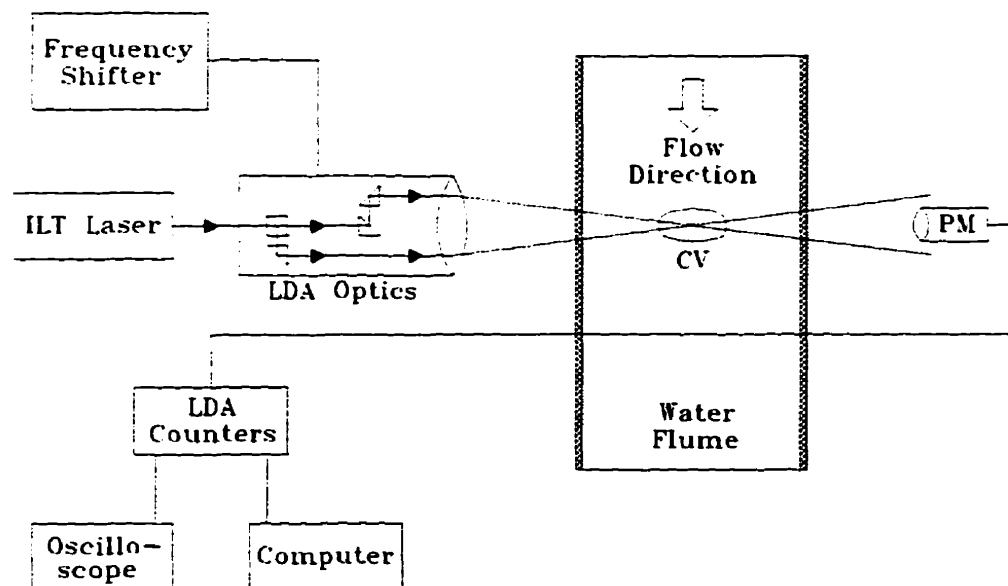 Frequency
Shifter
Flow
Direction
ILT Laser
PM
CV
LDA Optics
LDA
Counters
Water
Flume
Oscillo-
scope
Computer